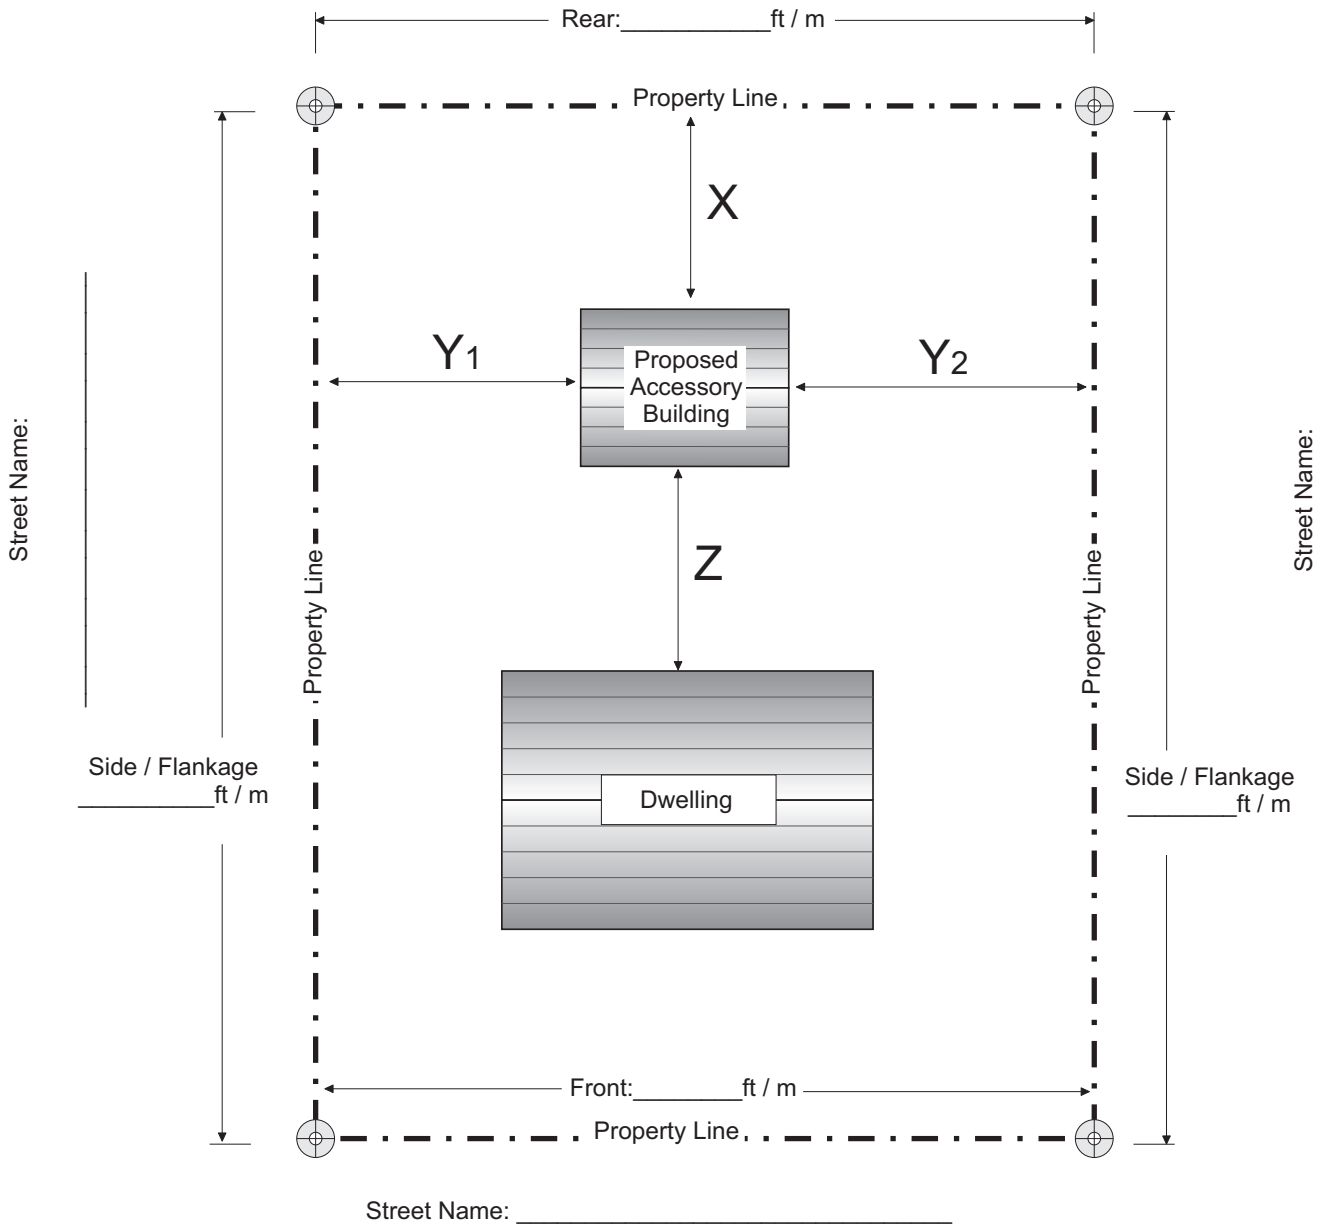 Rear:___________ft / m
Property Line
X
Y1
Y2
Proposed
Accessory
Building
Street Name:
Street Name:
Z
Property Line
Property Line
Side / Flankage
__________ft / m
Side / Flankage
________ft / m
Dwelling
Front:________ft / m
Property Line
Street Name: ________________________________